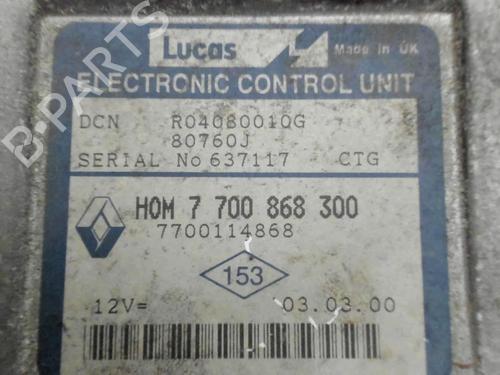 Lucas
Made in UK
ELECTRONIC CONTROL UNIT
DCN R04080010G
80760J
SERIAL No 637117 CTG
HOM 7 700 868 300
7700114868
153
12V= 03.03.00
B-PARTS